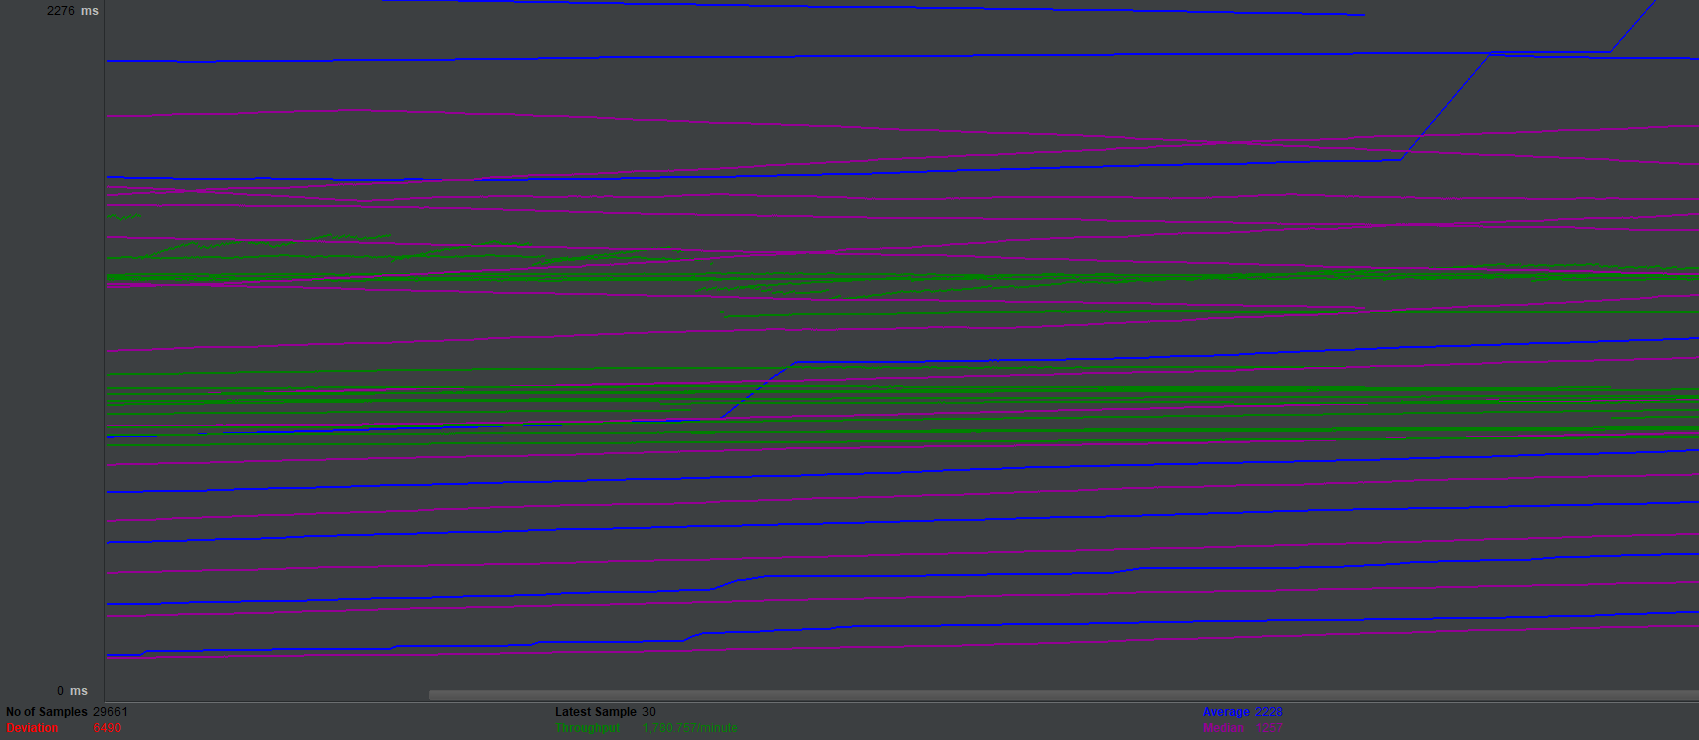 2276 ms
0 ms
No of Samples 29661 Latest Sample 30 Average 2228
Deviation 6490 Throughput 1,780.757/minute Median